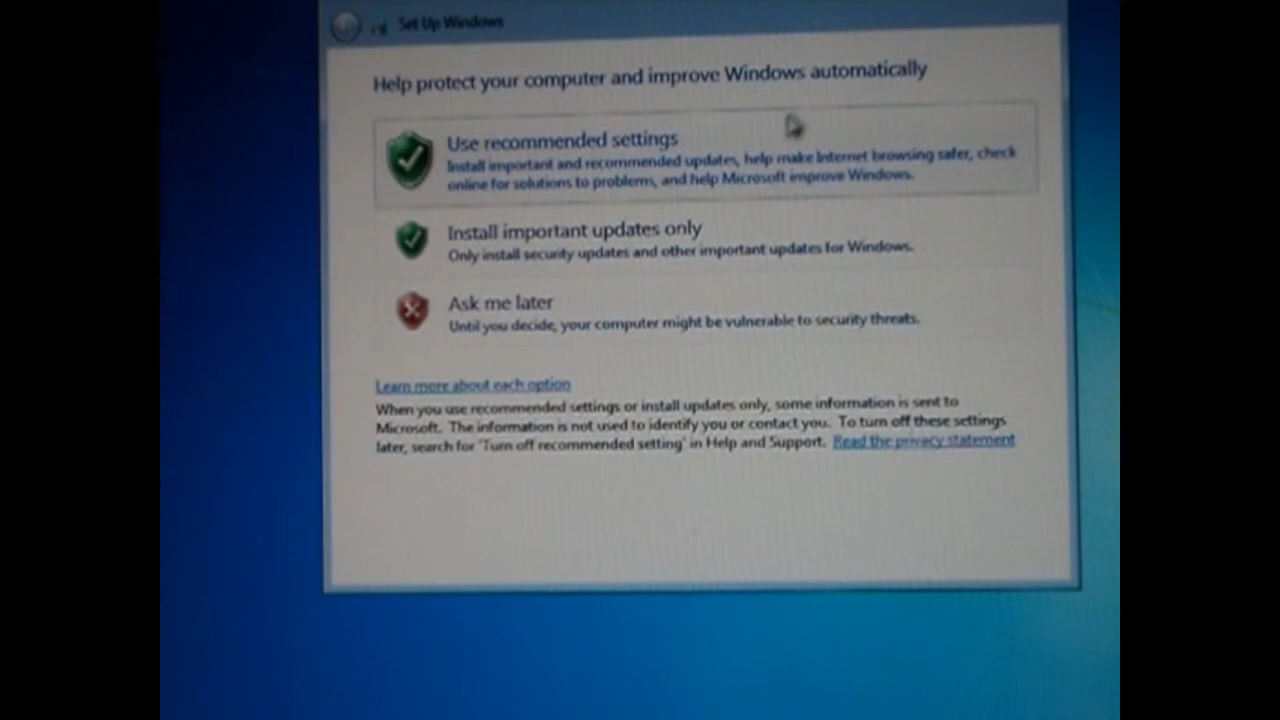 Set Up Windows
Help protect your computer and improve Windows automatically
Use recommended settings
Install important and recommended updates, help make Internet browsing safer, check
online for solutions to problems, and help Microsoft improve Windows.
Install important updates only
Only install security updates and other important updates for Windows.
Ask me later
Until you decide, your computer might be vulnerable to security threats.
Learn more about each option
When you use recommended settings or install updates only, some information is sent to
Microsoft. The information is not used to identify you or contact you. To turn off these settings
later, search for 'Turn off recommended setting' in Help and Support. Read the privacy statement